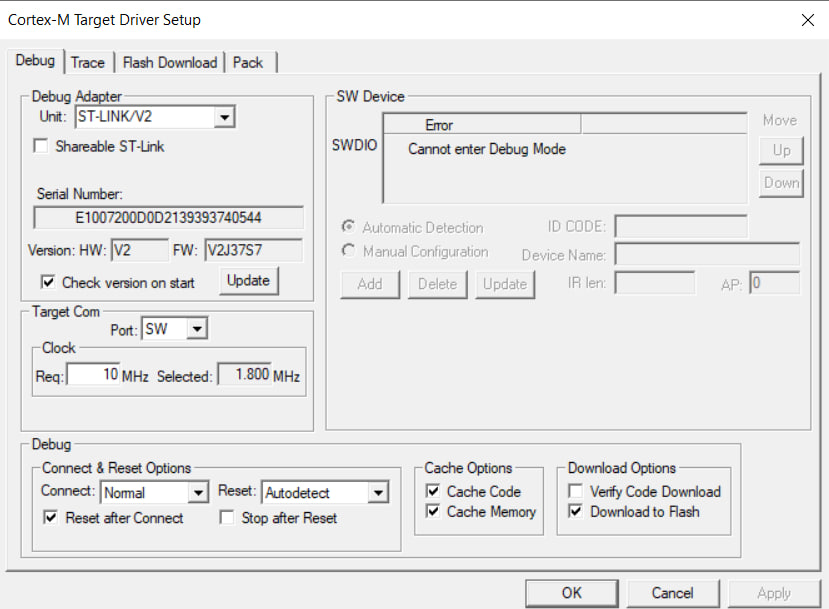 Cortex-M Target Driver Setup
Debug Trace Flash Download Pack
Debug Adapter
Unit: ST-LINK/V2
Shareable ST-Link
Serial Number:
E1007200D0D2139393740544
Version: HW: V2 FW: V2J37S7
Check version on start Update
Target Com
Port: SW
Clock
Req: 10 MHz Selected: 1.800 MHz
SW Device
Error
SWDIO Cannot enter Debug Mode
Move
Up
Down
Automatic Detection ID CODE:
Manual Configuration Device Name:
Add Delete Update IR len: AP: 0
Debug
Connect & Reset Options
Connect: Normal Reset: Autodetect
Reset after Connect Stop after Reset
Cache Options
Cache Code
Cache Memory
Download Options
Verify Code Download
Download to Flash
OK Cancel Apply